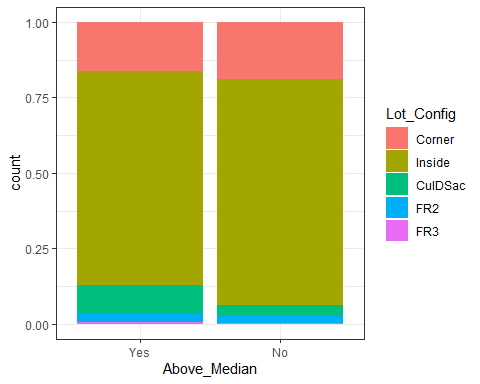 1.00
0.75
0.50
0.25
0.00
count
Yes No
Above_Median
Lot_Config
Corner
Inside
CulDSac
FR2
FR3